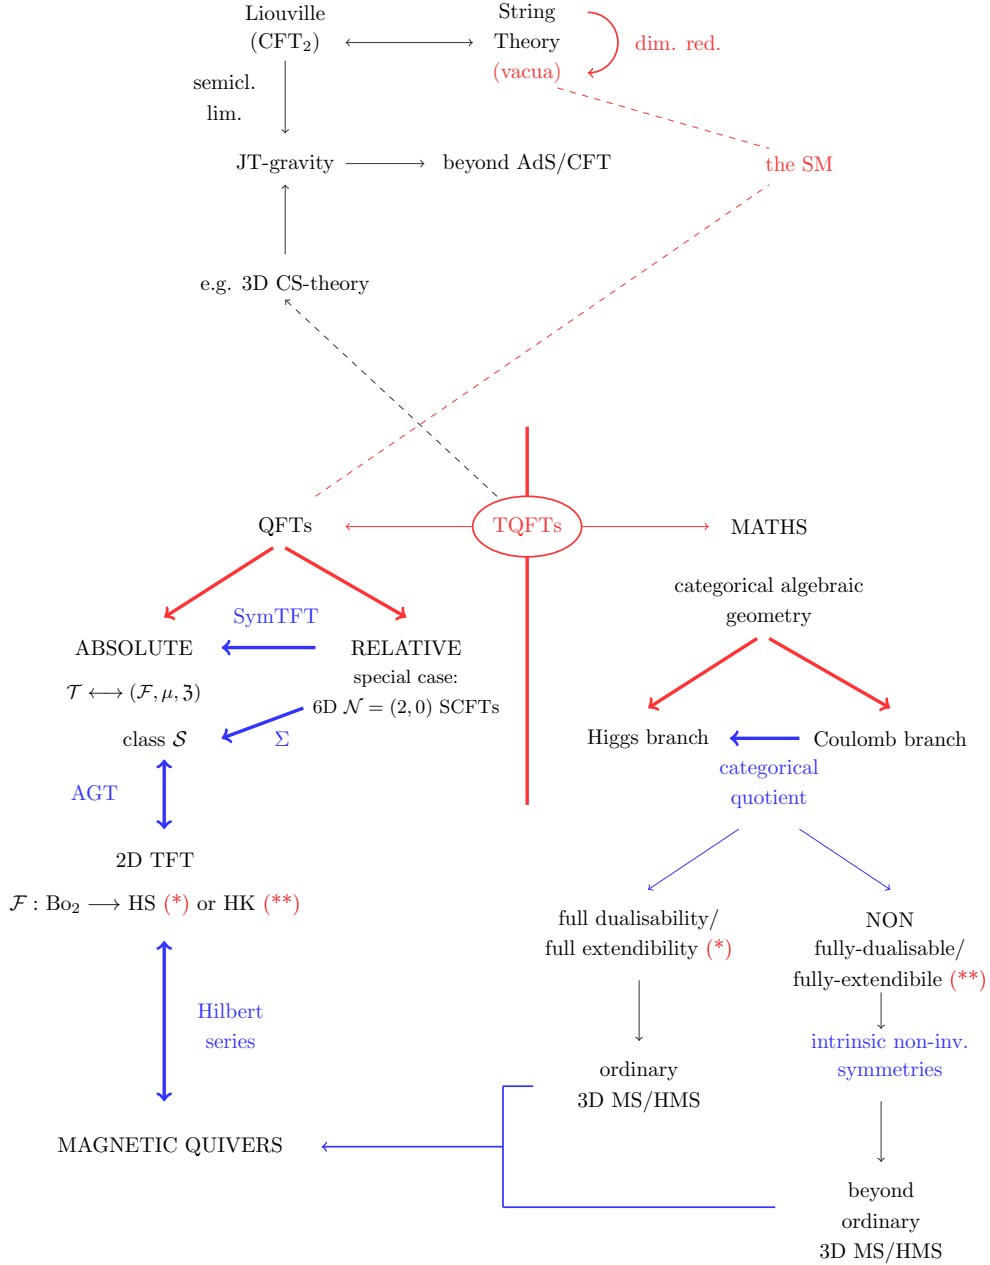 Liouville
(CFT₂)
String
Theory
(vacua)
dim. red.
semicl.
lim.
JT-gravity
beyond AdS/CFT
the SM
e.g. 3D CS-theory
QFTs
TQFTs
MATHS
categorical algebraic
geometry
SymTFT
ABSOLUTE
RELATIVE
special case:
6D 𝒩 = (2, 0) SCFTs
𝒯 ⟷ (ℱ, μ, ℨ)
class 𝒮
Σ
Higgs branch
Coulomb branch
categorical
quotient
AGT
2D TFT
ℱ : Bo₂ ⟶ HS (*) or HK (**)
full dualisability/
full extendibility (*)
NON
fully-dualisable/
fully-extendibile (**)
Hilbert
series
intrinsic non-inv.
symmetries
ordinary
3D MS/HMS
MAGNETIC QUIVERS
beyond
ordinary
3D MS/HMS